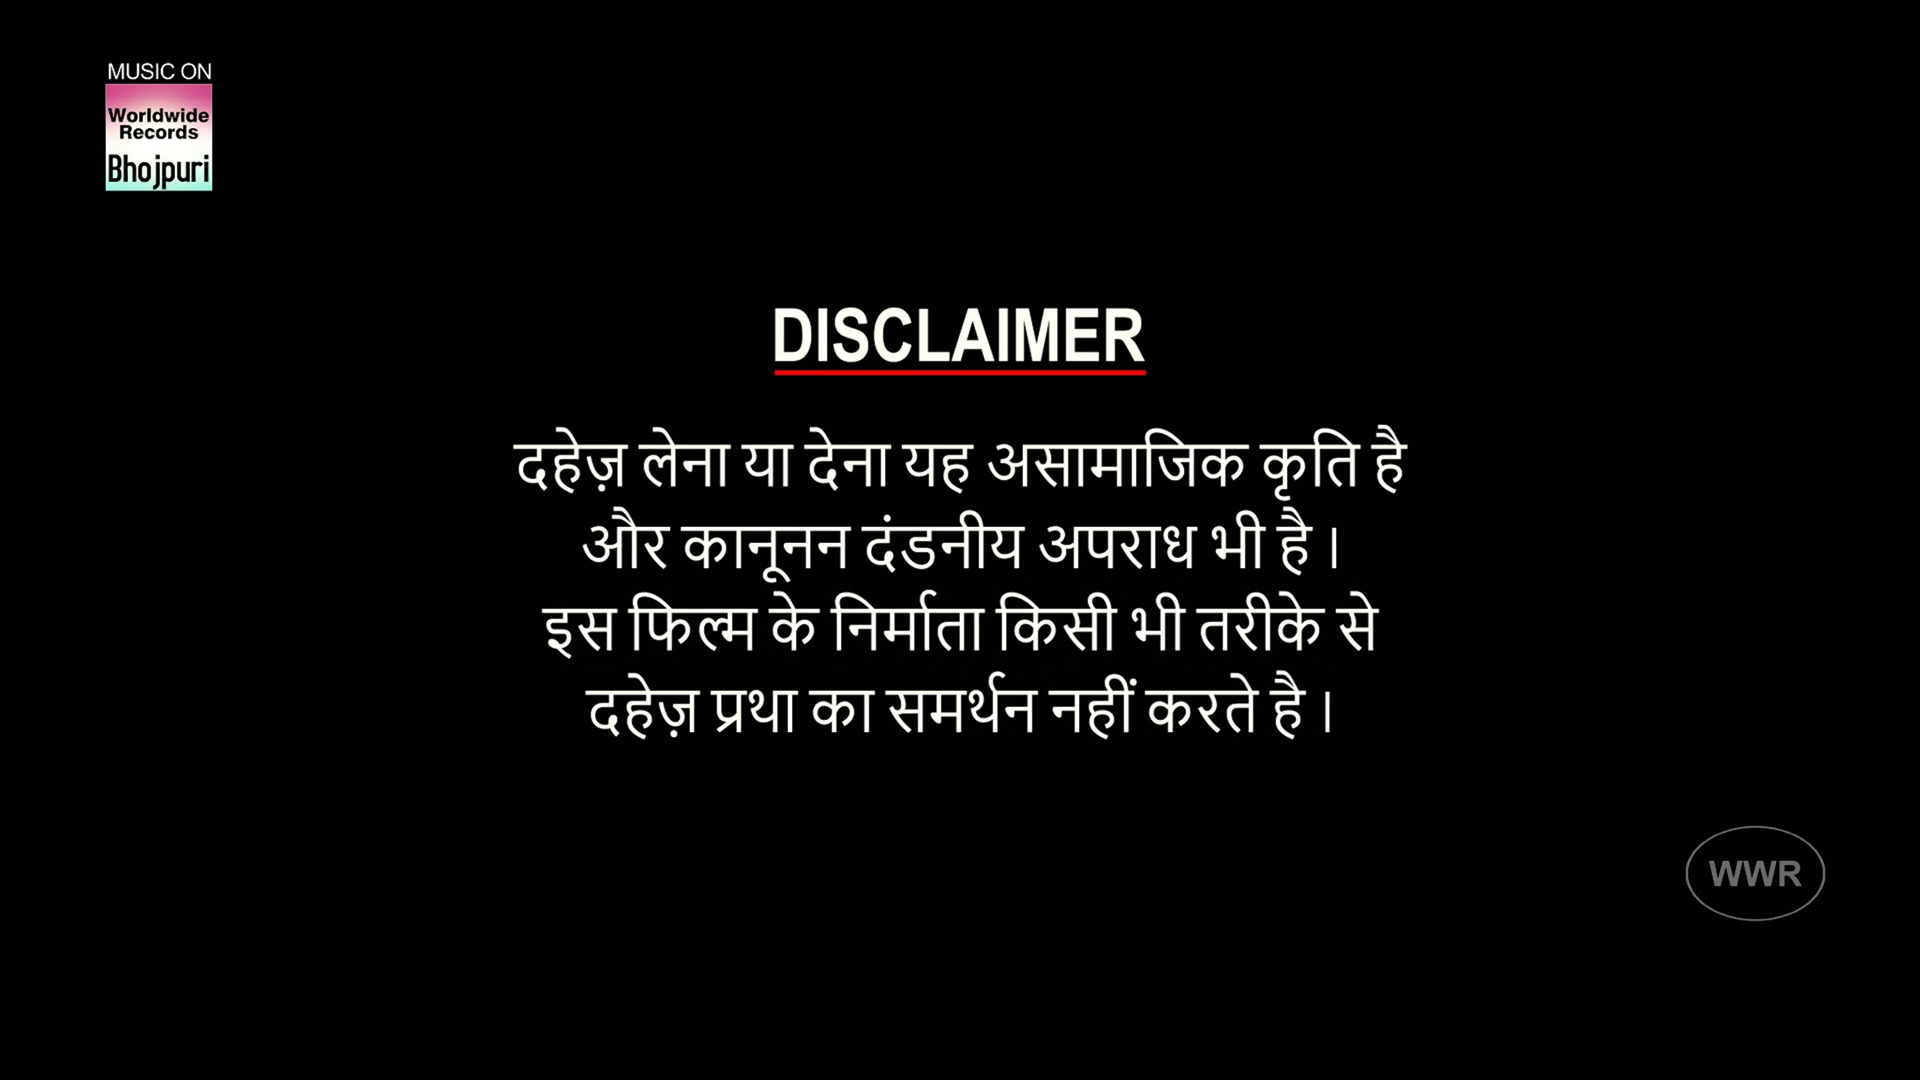 MUSIC ON
Worldwide
Records
Bhojpuri
DISCLAIMER
दहेज़ लेना या देना यह असामाजिक कृति है
और कानूनन दंडनीय अपराध भी है ।
इस फिल्म के निर्माता किसी भी तरीके से
दहेज़ प्रथा का समर्थन नहीं करते है ।
WWR